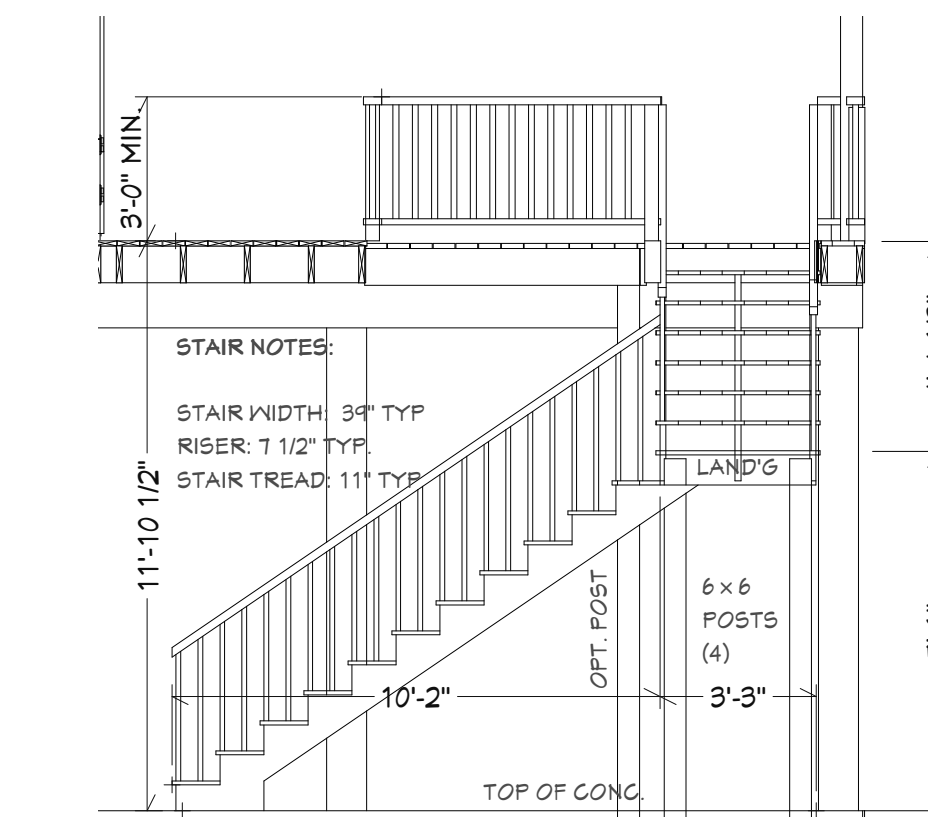 3'-0" MIN.
STAIR NOTES:
STAIR WIDTH: 39" TYP
RISER: 7 1/2" TYP.
STAIR TREAD: 11" TYP
LAND'G
11'-10 1/2"
OPT. POST
6 x 6
POSTS
(4)
10'-2"
3'-3"
TOP OF CONC.